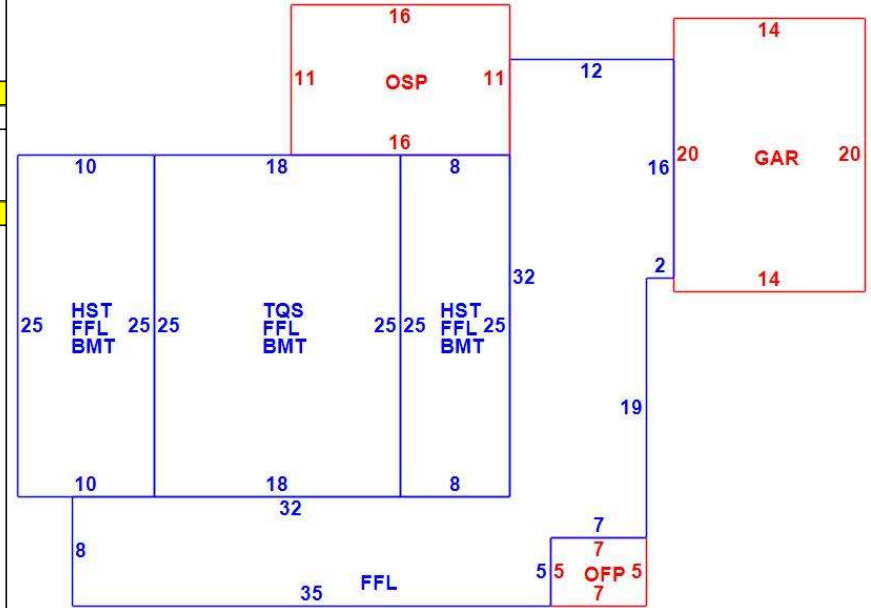 16
14
11 OSP 11
12
16
20 GAR 20
16
10 18 8
2
14
32
25 HST FFL BMT 25
25 TQS FFL BMT 25
25 HST FFL BMT 25
19
10 18 8
32
7
8
5 5 7 OFP 5
35 FFL
7